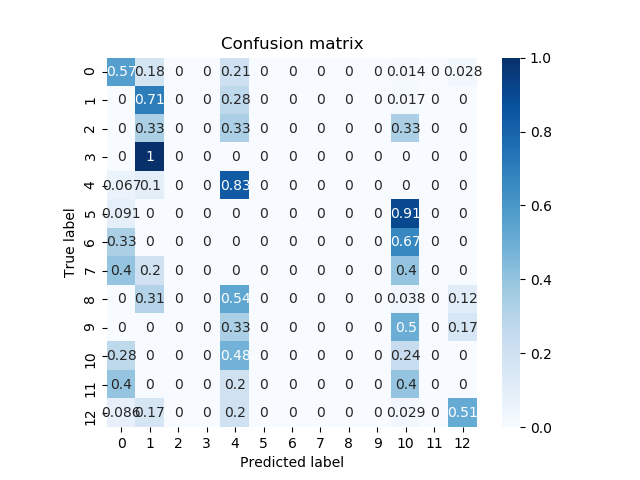 Confusion matrix
0 0.57 0.18 0 0 0.21 0 0 0 0 0 0.014 0 0.028
1 0 0.71 0 0 0.28 0 0 0 0 0 0.017 0 0
2 0 0.33 0 0 0.33 0 0 0 0 0 0.33 0 0
3 0 1 0 0 0 0 0 0 0 0 0 0 0
4 0.067 0.1 0 0 0.83 0 0 0 0 0 0 0 0
5 0.091 0 0 0 0 0 0 0 0 0 0.91 0 0
6 0.33 0 0 0 0 0 0 0 0 0 0.67 0 0
7 0.4 0.2 0 0 0 0 0 0 0 0 0.4 0 0
8 0 0.31 0 0 0.54 0 0 0 0 0 0.038 0 0.12
9 0 0 0 0 0.33 0 0 0 0 0 0.5 0 0.17
10 0.28 0 0 0 0.48 0 0 0 0 0 0.24 0 0
11 0.4 0 0 0 0.2 0 0 0 0 0 0.4 0 0
12 0.086 0.17 0 0 0.2 0 0 0 0 0 0.029 0 0.51
0 1 2 3 4 5 6 7 8 9 10 11 12
Predicted label
True label
1.0
0.8
0.6
0.4
0.2
0.0